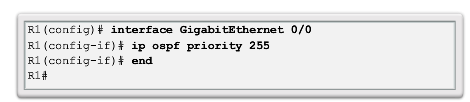 R1(config)# interface GigabitEthernet 0/0
R1(config-if)# ip ospf priority 255
R1(config-if)# end
R1#